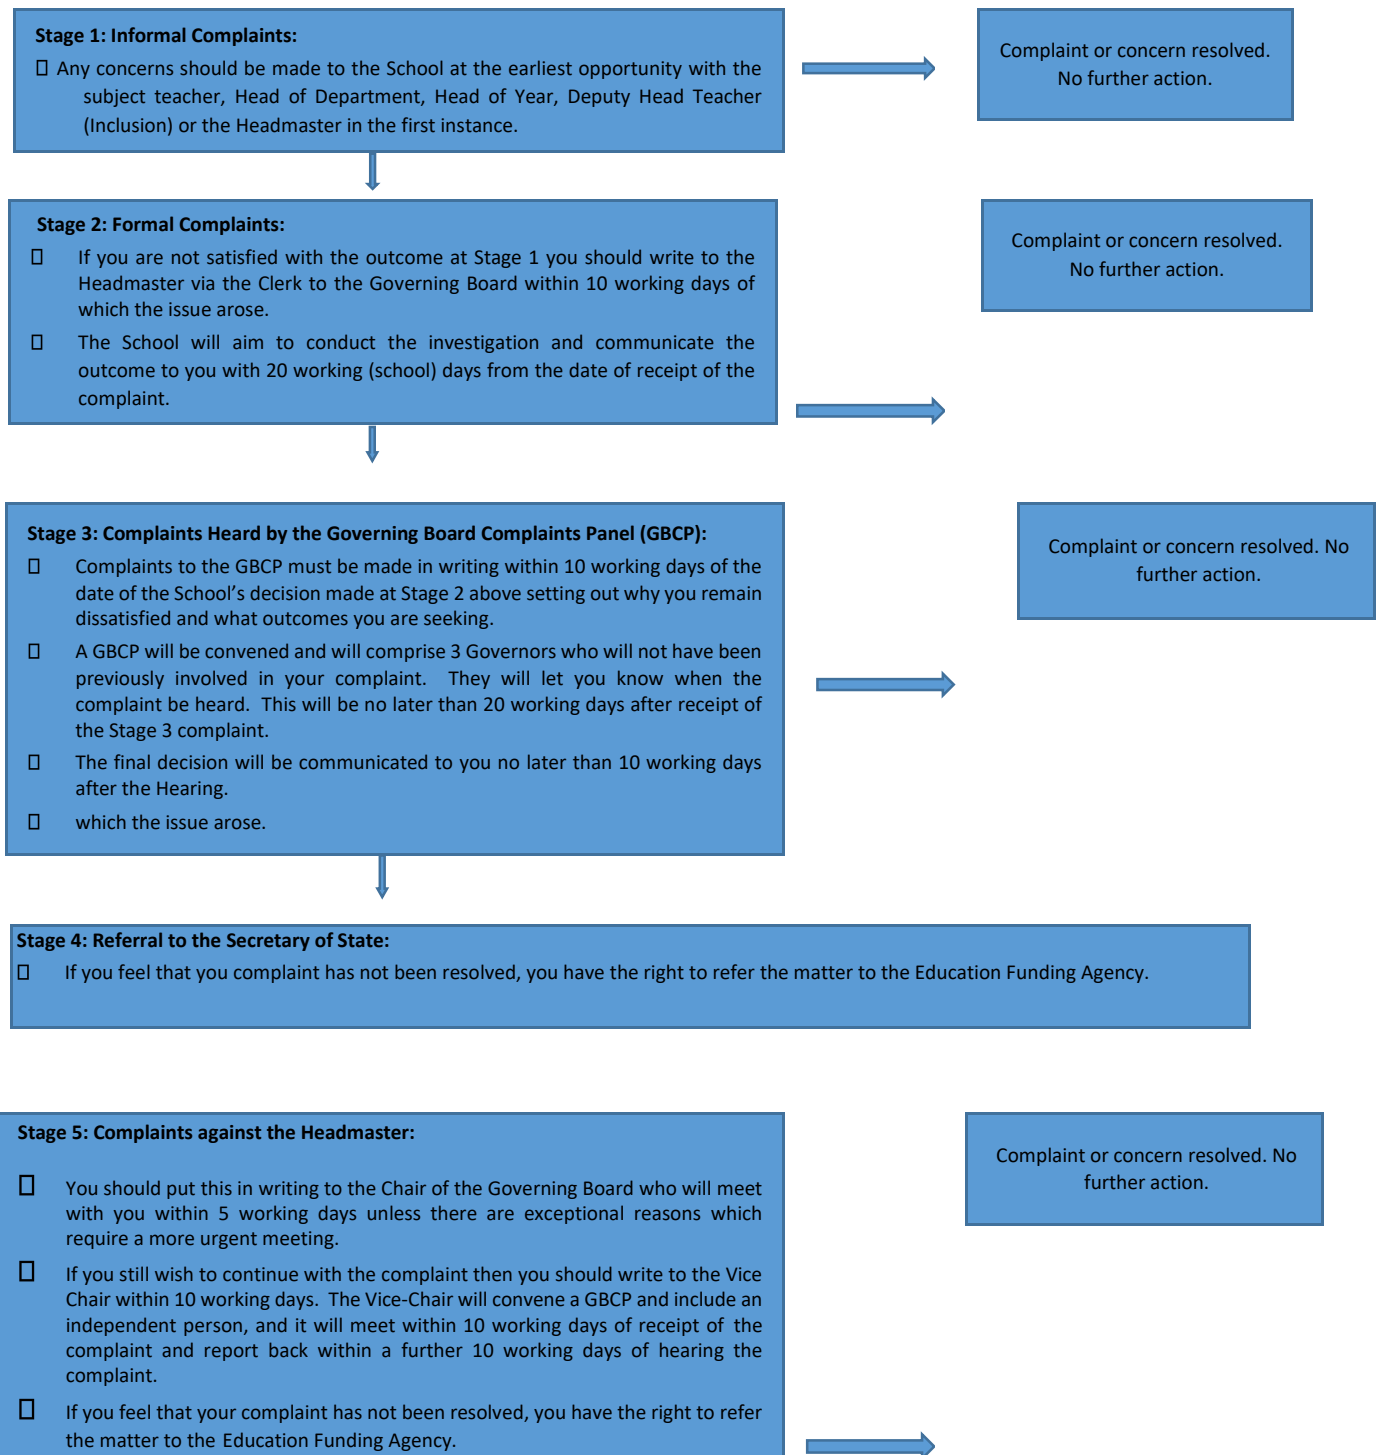 Stage 1: Informal Complaints:
▯ Any concerns should be made to the School at the earliest opportunity with the
subject teacher, Head of Department, Head of Year, Deputy Head Teacher
(Inclusion) or the Headmaster in the first instance.
Complaint or concern resolved.
No further action.
Stage 2: Formal Complaints:
▯ If you are not satisfied with the outcome at Stage 1 you should write to the
Headmaster via the Clerk to the Governing Board within 10 working days of
which the issue arose.
▯ The School will aim to conduct the investigation and communicate the
outcome to you with 20 working (school) days from the date of receipt of the
complaint.
Complaint or concern resolved.
No further action.
Stage 3: Complaints Heard by the Governing Board Complaints Panel (GBCP):
▯ Complaints to the GBCP must be made in writing within 10 working days of the
date of the School’s decision made at Stage 2 above setting out why you remain
dissatisfied and what outcomes you are seeking.
▯ A GBCP will be convened and will comprise 3 Governors who will not have been
previously involved in your complaint. They will let you know when the
complaint be heard. This will be no later than 20 working days after receipt of
the Stage 3 complaint.
▯ The final decision will be communicated to you no later than 10 working days
after the Hearing.
▯ which the issue arose.
Complaint or concern resolved. No
further action.
Stage 4: Referral to the Secretary of State:
▯ If you feel that you complaint has not been resolved, you have the right to refer the matter to the Education Funding Agency.
Stage 5: Complaints against the Headmaster:
▯ You should put this in writing to the Chair of the Governing Board who will meet
with you within 5 working days unless there are exceptional reasons which
require a more urgent meeting.
▯ If you still wish to continue with the complaint then you should write to the Vice
Chair within 10 working days. The Vice-Chair will convene a GBCP and include an
independent person, and it will meet within 10 working days of receipt of the
complaint and report back within a further 10 working days of hearing the
complaint.
▯ If you feel that your complaint has not been resolved, you have the right to refer
the matter to the Education Funding Agency.
Complaint or concern resolved. No
further action.